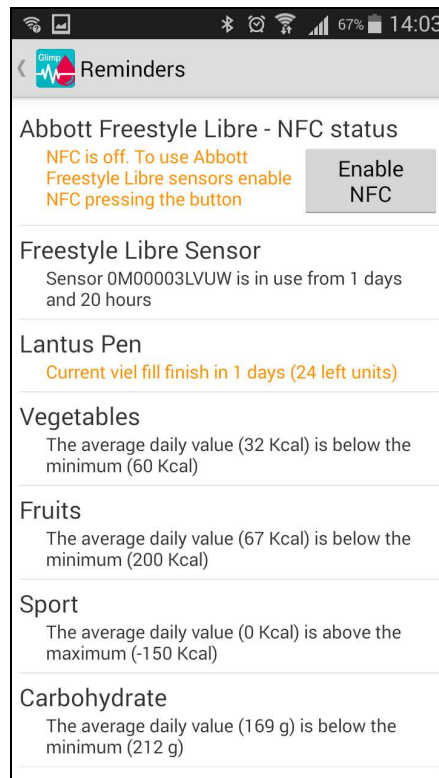 67% 14:03
Glimp
Reminders
Abbott Freestyle Libre - NFC status
NFC is off. To use Abbott
Freestyle Libre sensors enable
NFC pressing the button
Enable
NFC
Freestyle Libre Sensor
Sensor 0M00003LVUW is in use from 1 days
and 20 hours
Lantus Pen
Current viel fill finish in 1 days (24 left units)
Vegetables
The average daily value (32 Kcal) is below the
minimum (60 Kcal)
Fruits
The average daily value (67 Kcal) is below the
minimum (200 Kcal)
Sport
The average daily value (0 Kcal) is above the
maximum (-150 Kcal)
Carbohydrate
The average daily value (169 g) is below the
minimum (212 g)